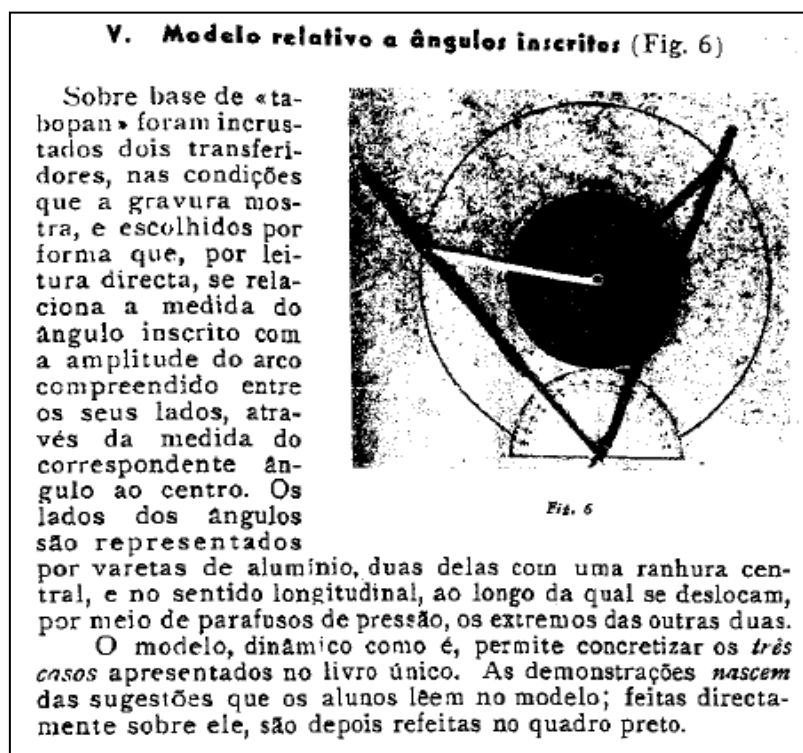 V. Modelo relativo a ângulos inscritos (Fig. 6)
Sobre base de «ta-
bopan» foram incrus-
tados dois transferi-
dores, nas condições
que a gravura mos-
tra, e escolhidos por
forma que, por lei-
tura directa, se rela-
ciona a medida do
ângulo inscrito com
a amplitude do arco
compreendido entre
os seus lados, atra-
vés da medida do
correspondente ân-
gulo ao centro. Os
lados dos ângulos
são representados
por varetas de alumínio, duas delas com uma ranhura cen-
tral, e no sentido longitudinal, ao longo da qual se deslocam,
por meio de parafusos de pressão, os extremos das outras duas.
O modelo, dinâmico como é, permite concretizar os três
casos apresentados no livro único. As demonstrações nascem
das sugestões que os alunos lêem no modelo; feitas directa-
mente sobre ele, são depois refeitas no quadro preto.
Fig. 6